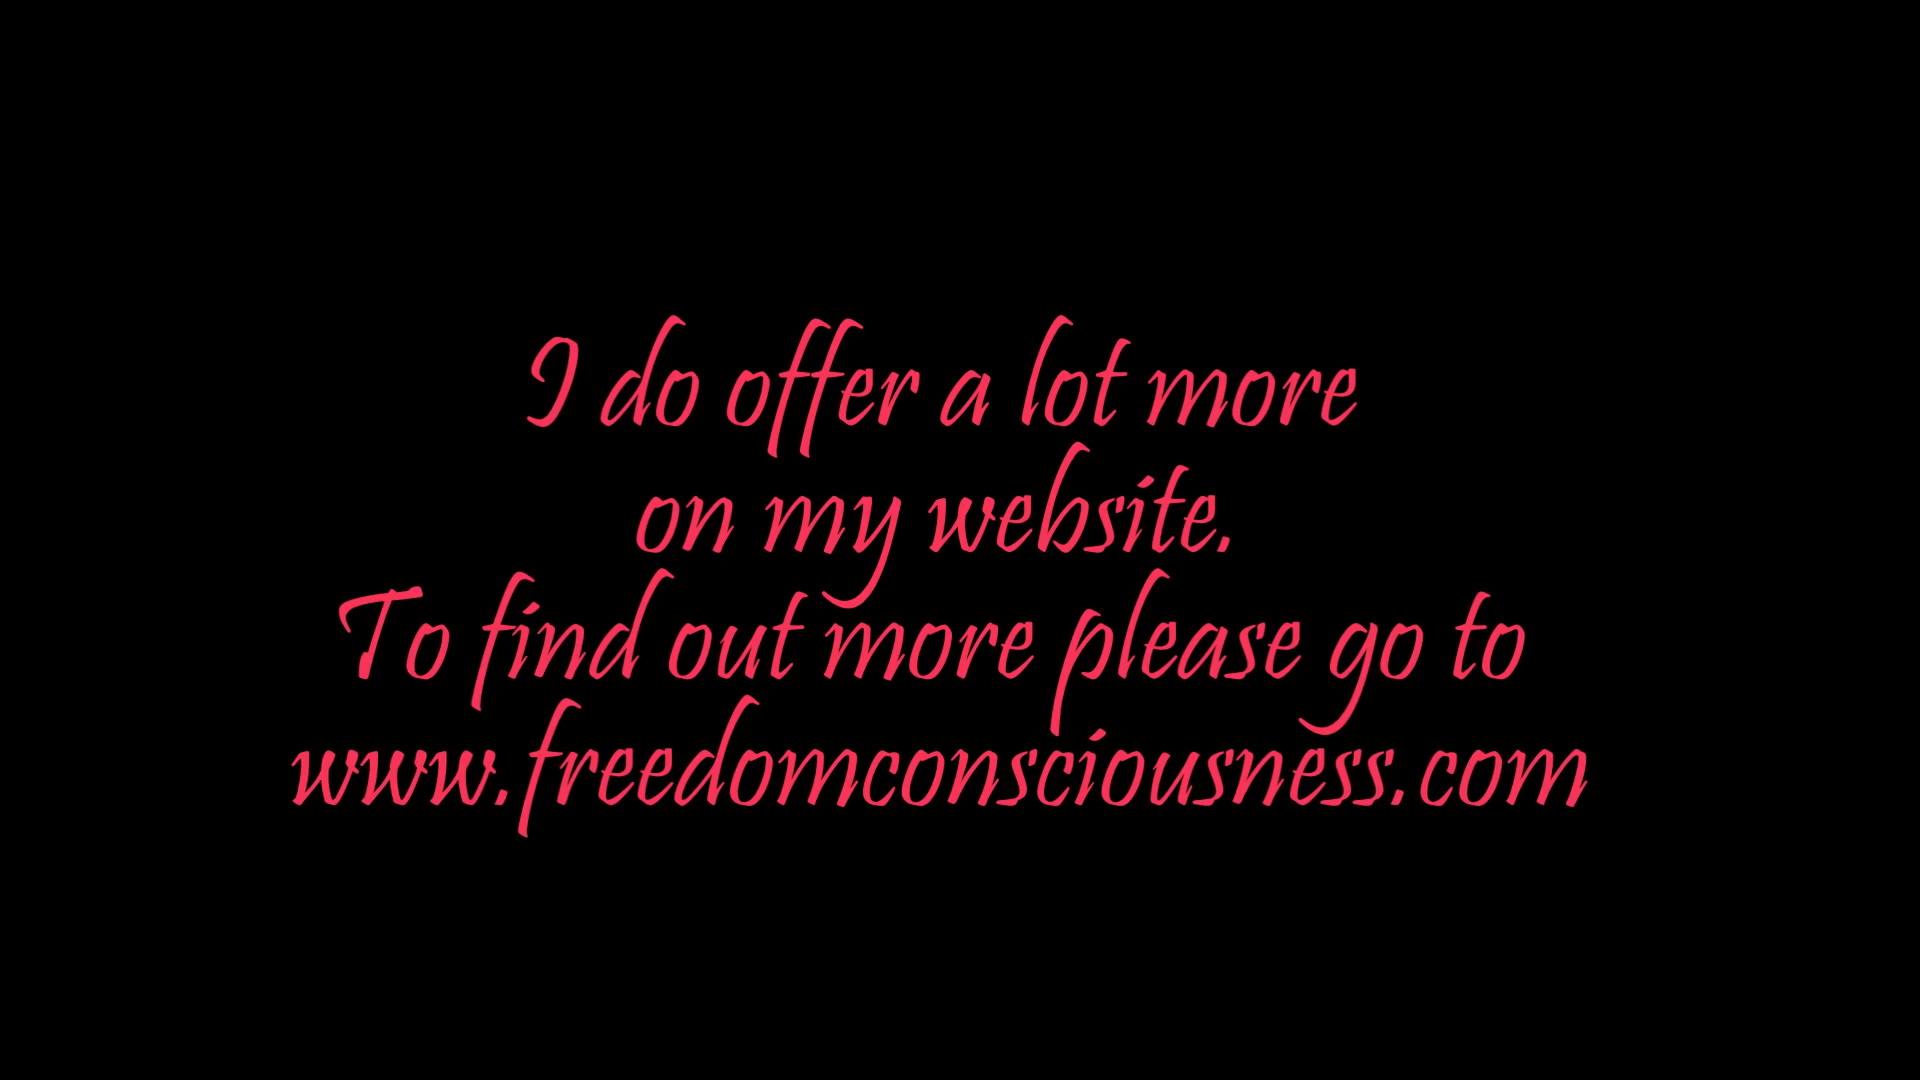 I do offer a lot more
on my website.
To find out more please go to
www.freedomconsciousness.com